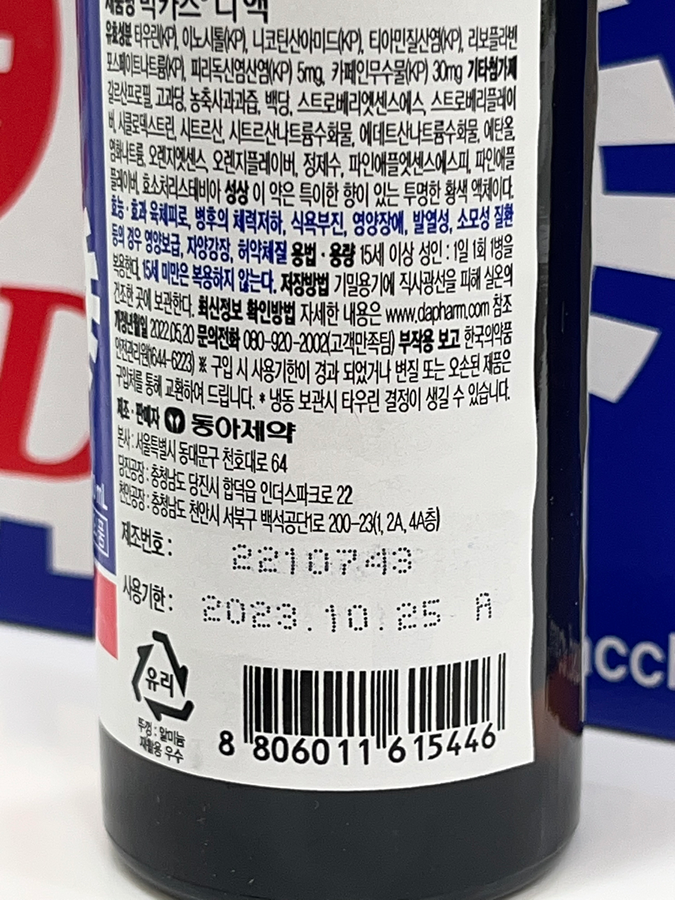 제품명 박카스® 디 액
유효성분 타우린(KP), 이노시톨(KP), 니코틴산아미드(KP), 티아민질산염(KP), 리보플라빈
포스페이트나트륨(KP), 피리독신염산염(KP) 5mg, 카페인무수물(KP) 30mg 기타첨가제
갈르산프로필, 고과당, 농축사과과즙, 백당, 스트로베리엣센스에스, 스트로베리플레이
버, 시클로덱스트린, 시트르산, 시트르산나트륨수화물, 에데트산나트륨수화물, 에탄올,
염화나트륨, 오렌지엣센스, 오렌지플레이버, 정제수, 파인애플엣센스에스피, 파인애플
플레이버, 효소처리스테비아 성상 이 약은 특이한 향이 있는 투명한 황색 액체이다.
효능·효과 육체피로, 병후의 체력저하, 식욕부진, 영양장애, 발열성, 소모성 질환
등의 경우 영양보급, 자양강장, 허약체질 용법·용량 15세 이상 성인 : 1일 1회 1병을
복용한다. 15세 미만은 복용하지 않는다. 저장방법 기밀용기에 직사광선을 피해 실온의
건조한 곳에 보관한다. 최신정보 확인방법 자세한 내용은 www.dapharm.com 참조
개정년월일 2022.05.20 문의전화 080-920-2002(고객만족팀) 부작용 보고 한국의약품
안전관리원(1644-6223) ※ 구입 시 사용기한이 경과 되었거나 변질 또는 오손된 제품은
구입처를 통해 교환하여 드립니다. * 냉동 보관시 타우린 결정이 생길 수 있습니다.
제조·판매자 동아제약
본사 : 서울특별시 동대문구 천호대로 64
당진공장 : 충청남도 당진시 합덕읍 인더스파크로 22
천안공장 : 충청남도 천안시 서북구 백석공단1로 200-23(1, 2A, 4A층)
제조번호 : 2210743
사용기한 : 2023.10.25 A
유리
뚜껑 : 알미늄
재활용 우수
8 806011 615446
D
mL
acch